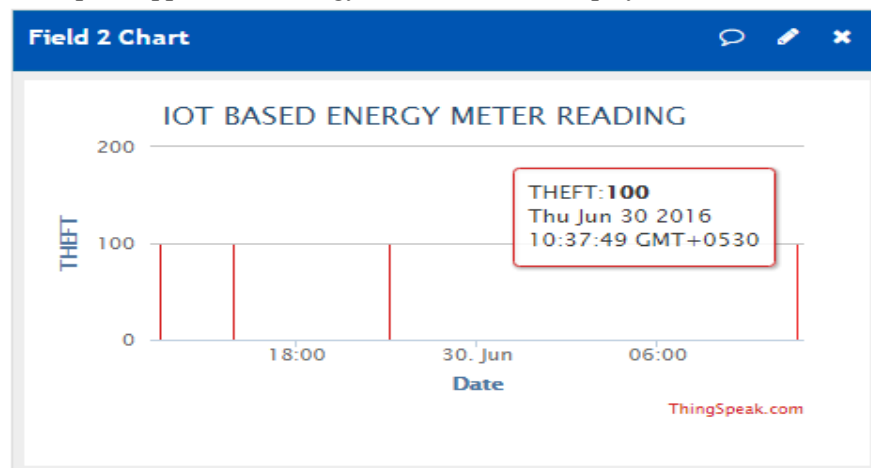 Field 2 Chart
IOT BASED ENERGY METER READING
200
THEFT:100
Thu Jun 30 2016
10:37:49 GMT+0530
THEFT
100
0
18:00 30. Jun 06:00
Date
ThingSpeak.com